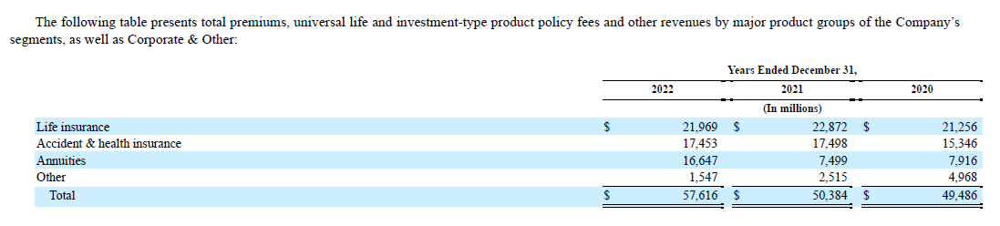 The following table presents total premiums, universal life and investment-type product policy fees and other revenues by major product groups of the Company's
segments, as well as Corporate & Other:
Years Ended December 31,
2022 2021 2020
(In millions)
Life insurance $ 21,969 $ 22,872 $ 21,256
Accident & health insurance 17,453 17,498 15,346
Annuities 16,647 7,499 7,916
Other 1,547 2,515 4,968
Total $ 57,616 $ 50,384 $ 49,486